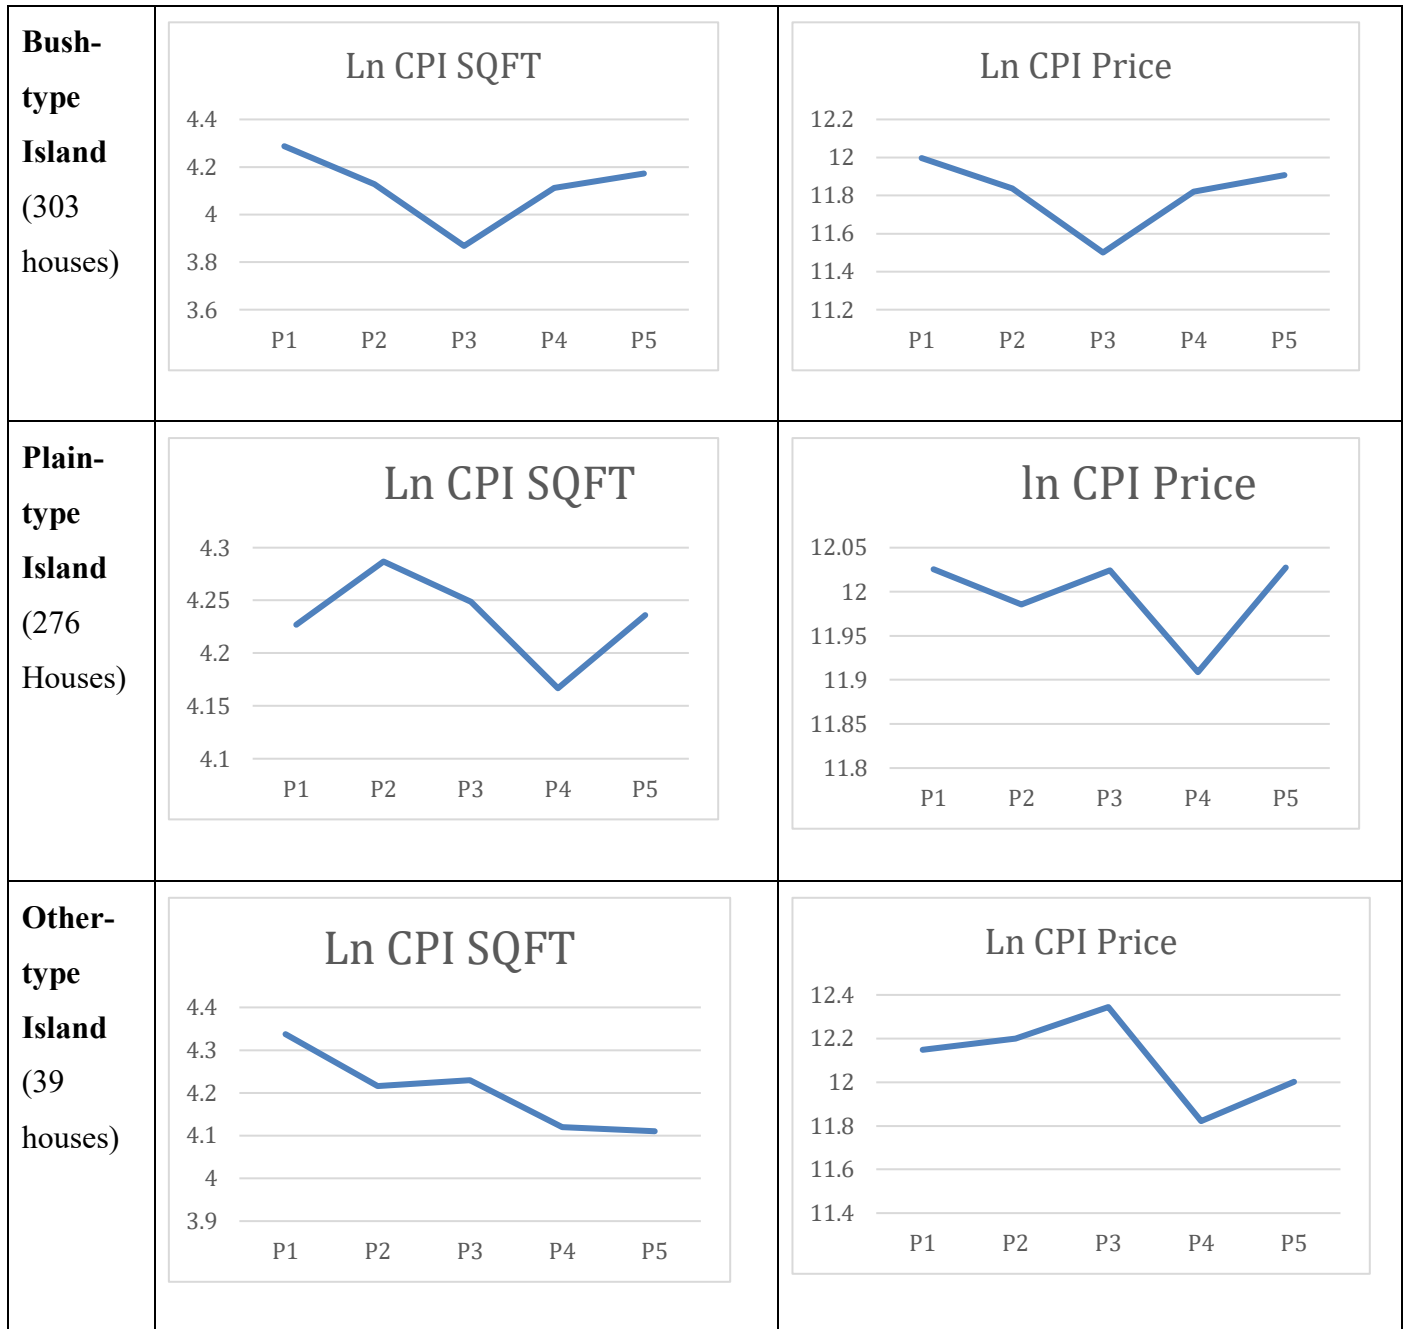 Bush-
type
Island
(303
houses)
Ln CPI SQFT
4.4
4.2
4
3.8
3.6
P1 P2 P3 P4 P5
Ln CPI Price
12.2
12
11.8
11.6
11.4
11.2
P1 P2 P3 P4 P5
Plain-
type
Island
(276
Houses)
Ln CPI SQFT
4.3
4.25
4.2
4.15
4.1
P1 P2 P3 P4 P5
ln CPI Price
12.05
12
11.95
11.9
11.85
11.8
P1 P2 P3 P4 P5
Other-
type
Island
(39
houses)
Ln CPI SQFT
4.4
4.3
4.2
4.1
4
3.9
P1 P2 P3 P4 P5
Ln CPI Price
12.4
12.2
12
11.8
11.6
11.4
P1 P2 P3 P4 P5